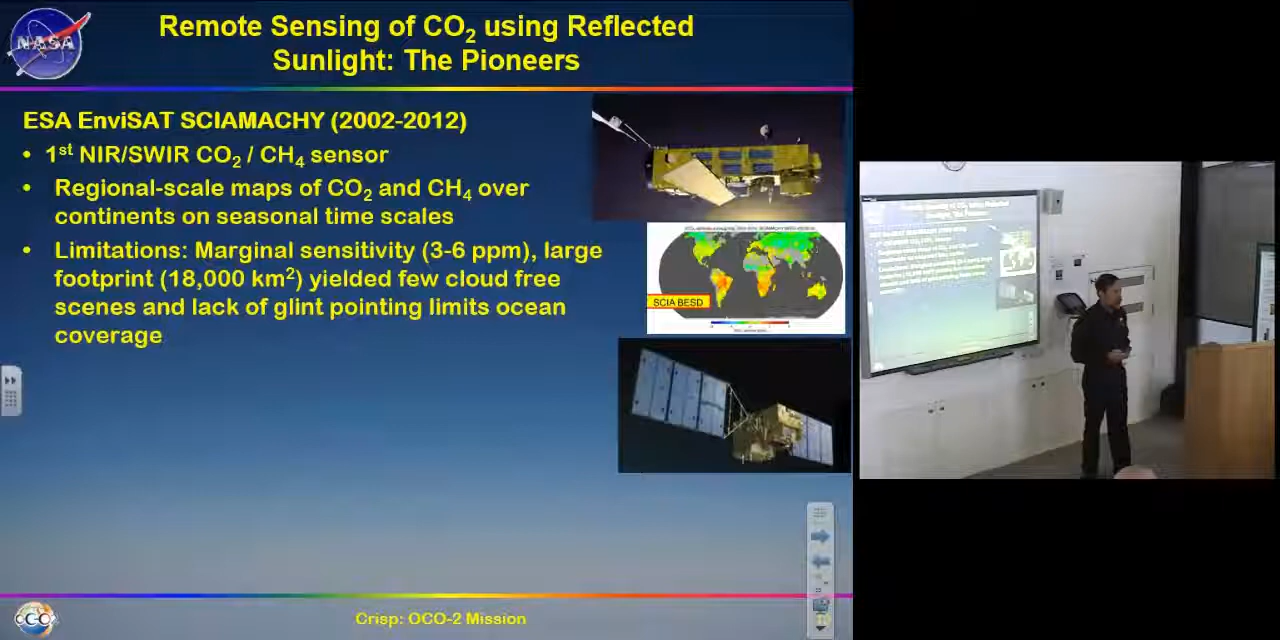 NASA
Remote Sensing of CO2 using Reflected
Sunlight: The Pioneers
ESA EnviSAT SCIAMACHY (2002-2012)
• 1st NIR/SWIR CO2 / CH4 sensor
• Regional-scale maps of CO2 and CH4 over
continents on seasonal time scales
• Limitations: Marginal sensitivity (3-6 ppm), large
footprint (18,000 km2) yielded few cloud free
scenes and lack of glint pointing limits ocean
coverage
SCIA BESD
Crisp: OCO-2 Mission